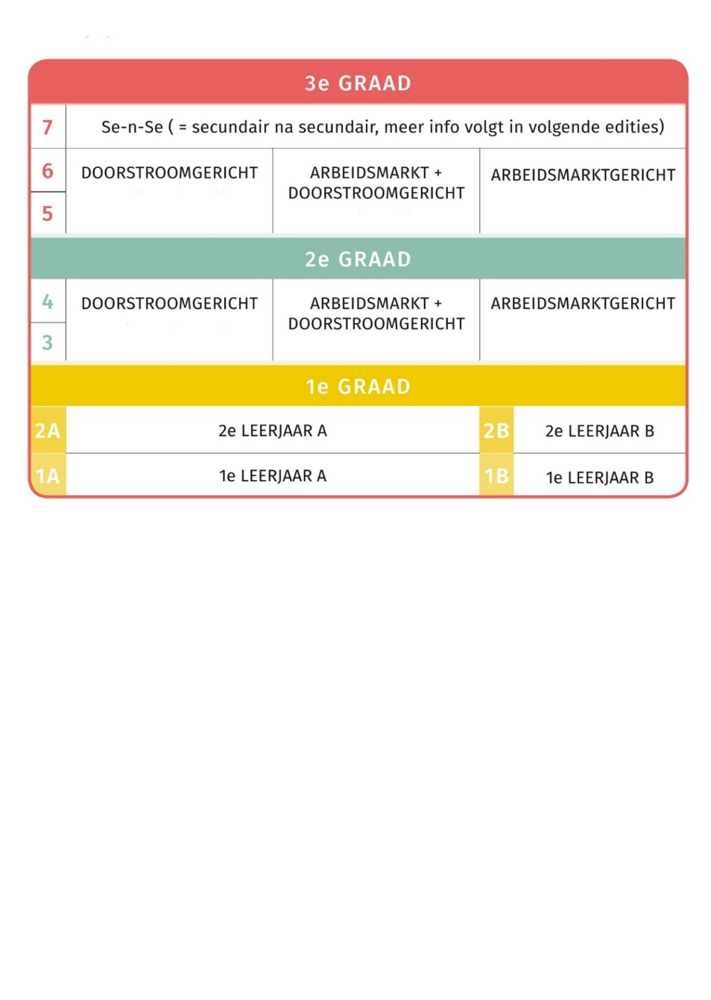 3e GRAAD
7
Se-n-Se ( = secundair na secundair, meer info volgt in volgende edities)
6
DOORSTROOMGERICHT
ARBEIDSMARKT +
DOORSTROOMGERICHT
ARBEIDSMARKTGERICHT
5
2e GRAAD
4
DOORSTROOMGERICHT
ARBEIDSMARKT +
DOORSTROOMGERICHT
ARBEIDSMARKTGERICHT
3
1e GRAAD
2A
2e LEERJAAR A
2B
2e LEERJAAR B
1A
1e LEERJAAR A
1B
1e LEERJAAR B